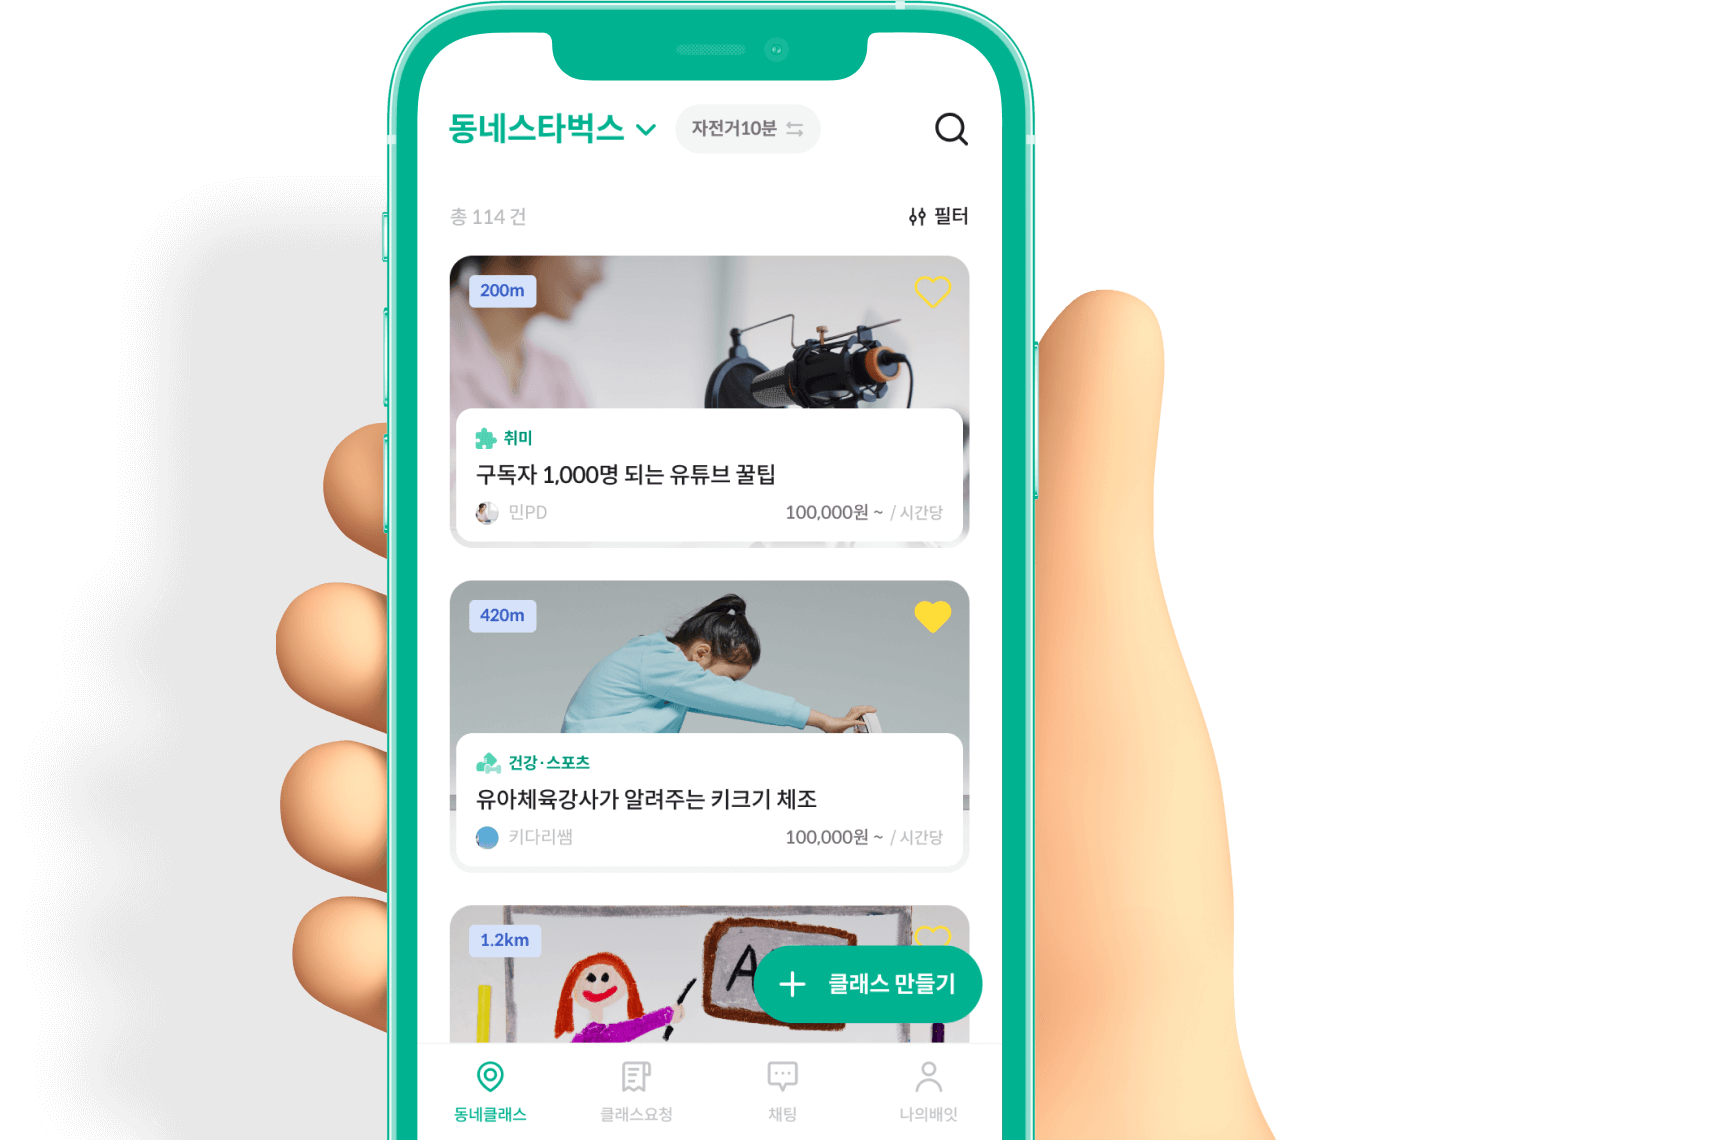 동네스타벅스
자전거10분
총 114 건
필터
200m
취미
구독자 1,000명 되는 유튜브 꿀팁
민PD
100,000원 ~ / 시간당
420m
건강·스포츠
유아체육강사가 알려주는 키크기 체조
키다리쌤
100,000원 ~ / 시간당
1.2km
A
클래스 만들기
동네클래스
클래스요청
채팅
나의배잇